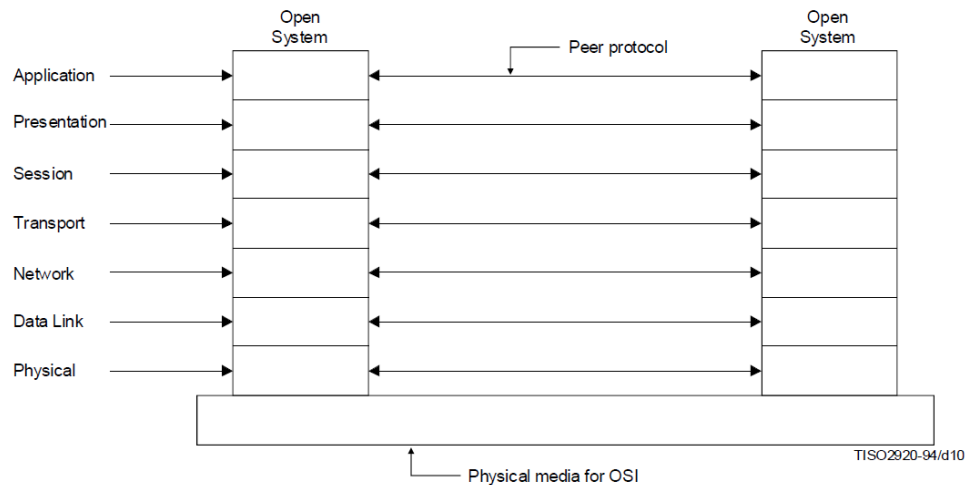 Open
System
Open
System
Peer protocol
Application
Presentation
Session
Transport
Network
Data Link
Physical
TISO2920-94/d10
Physical media for OSI